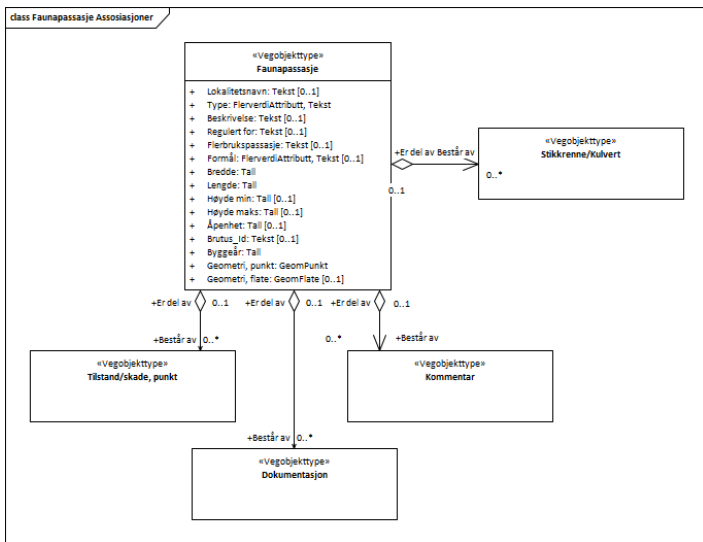 class Faunapassasje Assosiasjoner
«Vegobjekttype»
Faunapassasje
+ Lokalitetsnavn: Tekst [0..1]
+ Type: FlerverdiAttributt, Tekst
+ Beskrivelse: Tekst [0..1]
+ Regulert for: Tekst [0..1]
+ Flerbrukspassasje: Tekst [0..1]
+ Formål: FlerverdiAttributt, Tekst [0..1]
+ Bredde: Tall
+ Lengde: Tall
+ Høyde min: Tall [0..1]
+ Høyde maks: Tall [0..1]
+ Åpenhet: Tall [0..1]
+ Brutus_Id: Tekst [0..1]
+ Byggeår: Tall
+ Geometri, punkt: GeomPunkt
+ Geometri, flate: GeomFlate [0..1]
+Er del av Består av
0..1
0..*
«Vegobjekttype»
Stikkrenne/Kulvert
+Er del av 0..1
+Er del av 0..1
+Er del av 0..1
+Består av 0..*
0..* +Består av
«Vegobjekttype»
Tilstand/skade, punkt
«Vegobjekttype»
Kommentar
+Består av 0..*
«Vegobjekttype»
Dokumentasjon